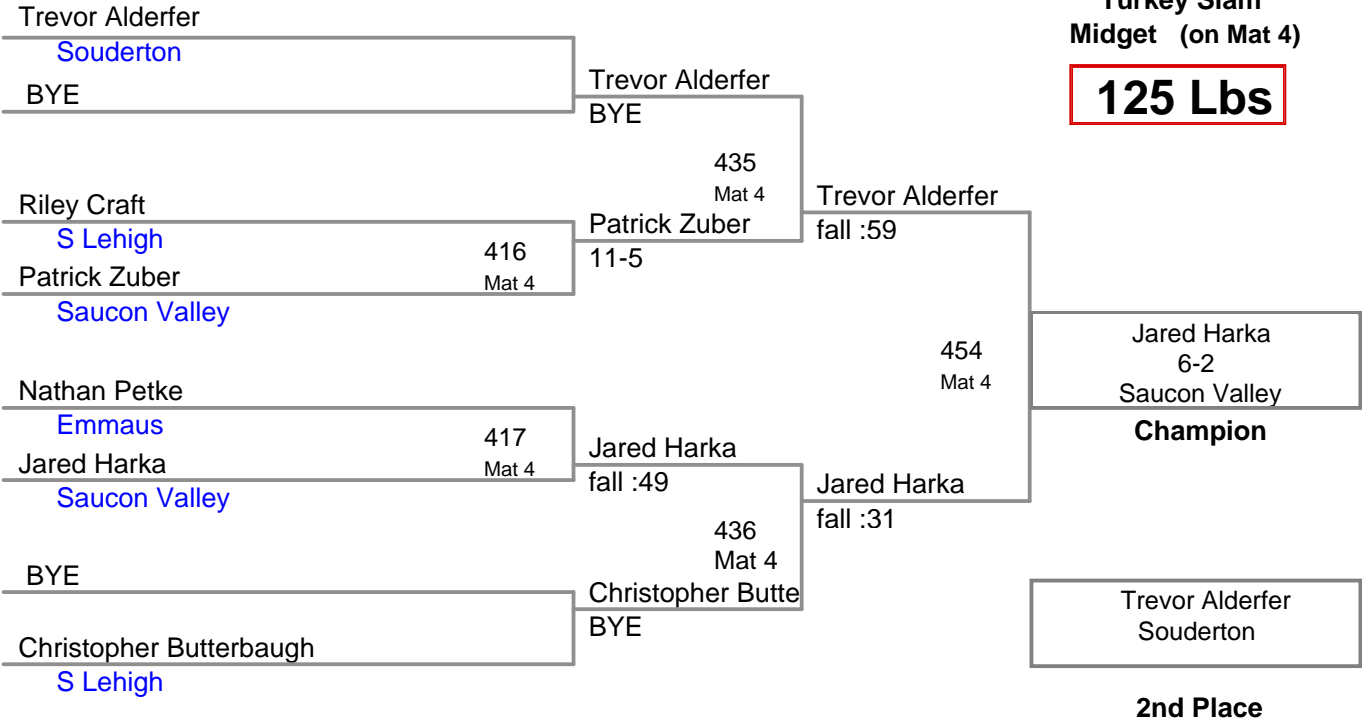 Trevor Alderfer
Souderton
BYE
Riley Craft
S Lehigh
Patrick Zuber
Saucon Valley
416
Mat 4
Nathan Petke
Emmaus
Jared Harka
Saucon Valley
417
Mat 4
BYE
Christopher Butterbaugh
S Lehigh
Trevor Alderfer
BYE
435
Mat 4
Patrick Zuber
11-5
Jared Harka
fall :49
436
Mat 4
Christopher Butte
BYE
Trevor Alderfer
fall :59
454
Mat 4
Jared Harka
fall :31
Turkey Slam
Midget (on Mat 4)
125 Lbs
Jared Harka
6-2
Saucon Valley
Champion
Trevor Alderfer
Souderton
2nd Place